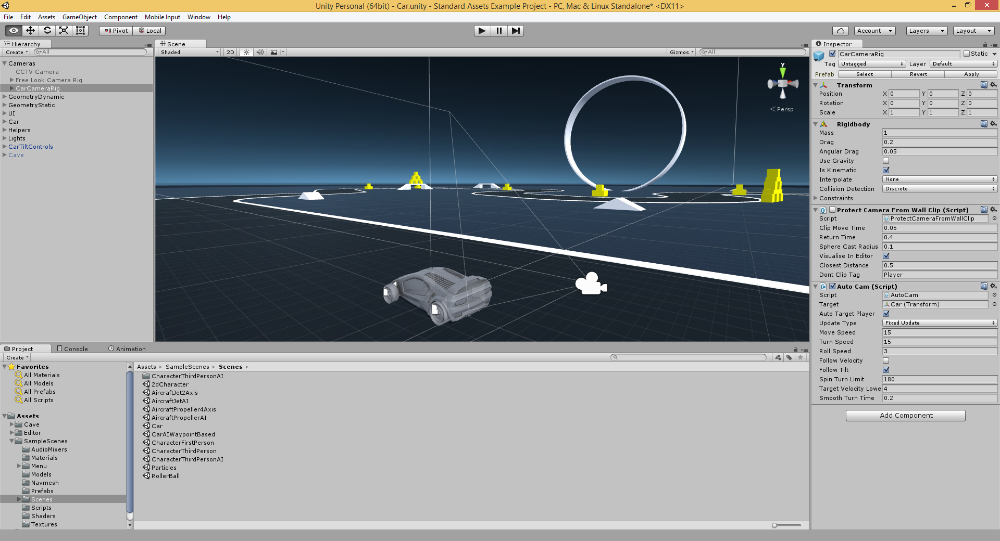 Unity Personal (64bit) - Car.unity - Standard Assets Example Project - PC, Mac & Linux Standalone* <DX11>
File Edit Assets GameObject Component Mobile Input Window Help
Pivot Local Account Layers Layout
Hierarchy
Create All
Cameras
CCTV Camera
Free Look Camera Rig
CarCameraRig
GeometryDynamic
GeometryStatic
UI
Car
Helpers
Lights
CarTiltControls
Cave
Scene
Shaded 2D Gizmos All
y
Persp
Inspector
CarCameraRig Static
Tag Untagged Layer Default
Prefab Select Revert Apply
Transform
Position X 0 Y 0 Z 0
Rotation X 0 Y 0 Z 0
Scale X 1 Y 1 Z 1
Rigidbody
Mass 1
Drag 0.2
Angular Drag 0.05
Use Gravity
Is Kinematic
Interpolate None
Collision Detection Discrete
Constraints
Protect Camera From Wall Clip (Script)
Script ProtectCameraFromWallClip
Clip Move Time 0.05
Return Time 0.4
Sphere Cast Radius 0.1
Visualise In Editor
Closest Distance 0.5
Dont Clip Tag Player
Auto Cam (Script)
Script AutoCam
Target Car (Transform)
Auto Target Player
Update Type Fixed Update
Move Speed 15
Turn Speed 15
Roll Speed 3
Follow Velocity
Follow Tilt
Spin Turn Limit 180
Target Velocity Lowe 4
Smooth Turn Time 0.2
Add Component
Project Console Animation
Create
Favorites
All Materials
All Models
All Prefabs
All Scripts
Assets
Cave
Editor
SampleScenes
AudioMixers
Materials
Menu
Models
Navmesh
Prefabs
Scenes
Scripts
Shaders
Textures
Assets SampleScenes Scenes
CharacterThirdPersonAI
2dCharacter
AircraftJet2Axis
AircraftJetAI
AircraftPropeller4Axis
AircraftPropellerAI
Car
CarAIWaypointBased
CharacterFirstPerson
CharacterThirdPerson
CharacterThirdPersonAI
Particles
RollerBall